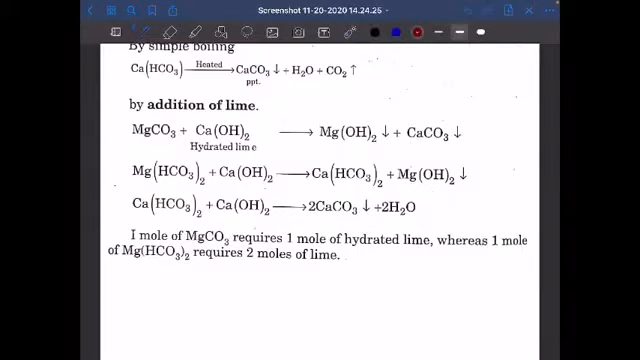 Screenshot 11-20-2020 14.24.25
By simple boiling
Ca(HCO₃) —Heated→ CaCO₃ ↓ + H₂O + CO₂ ↑
ppt.
by addition of lime.
MgCO₃ + Ca(OH)₂ ⟶ Mg(OH)₂ ↓ + CaCO₃ ↓
Hydrated lime
Mg(HCO₃)₂ + Ca(OH)₂ ⟶ Ca(HCO₃)₂ + Mg(OH)₂ ↓
Ca(HCO₃)₂ + Ca(OH)₂ ⟶ 2CaCO₃ ↓ +2H₂O
I mole of MgCO₃ requires 1 mole of hydrated lime, whereas 1 mole
of Mg(HCO₃)₂ requires 2 moles of lime.